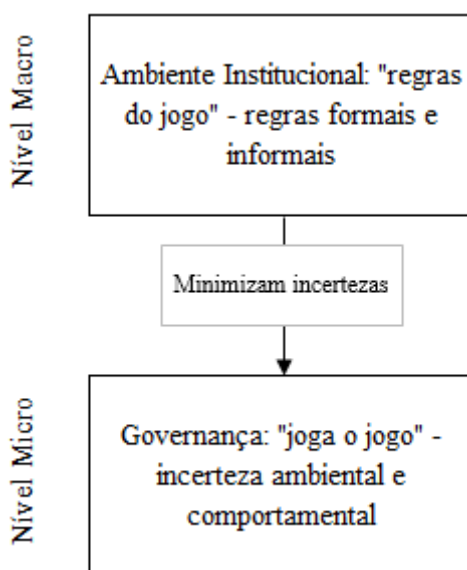 Nível Macro
Ambiente Institucional: "regras
do jogo" - regras formais e
informais
Minimizam incertezas
Nível Micro
Governança: "joga o jogo" -
incerteza ambiental e
comportamental